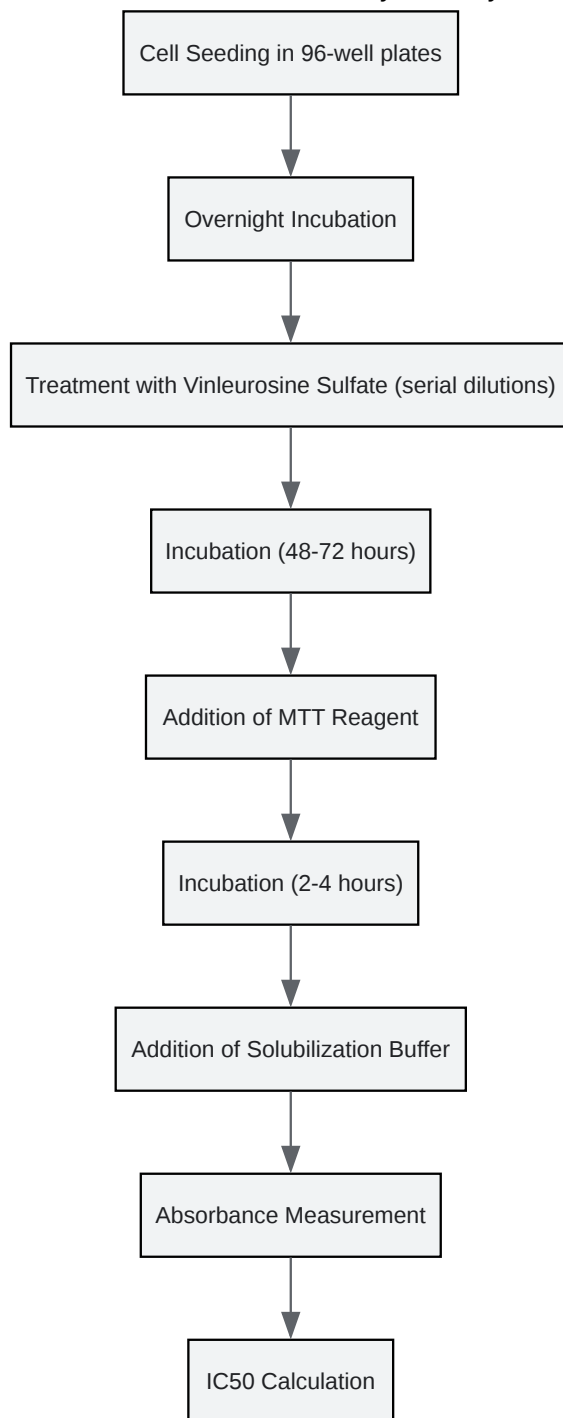 Cell Seeding in 96-well plates
Overnight Incubation
Treatment with Vinleurosine Sulfate (serial dilutions)
Incubation (48-72 hours)
Addition of MTT Reagent
Incubation (2-4 hours)
Addition of Solubilization Buffer
Absorbance Measurement
IC50 Calculation